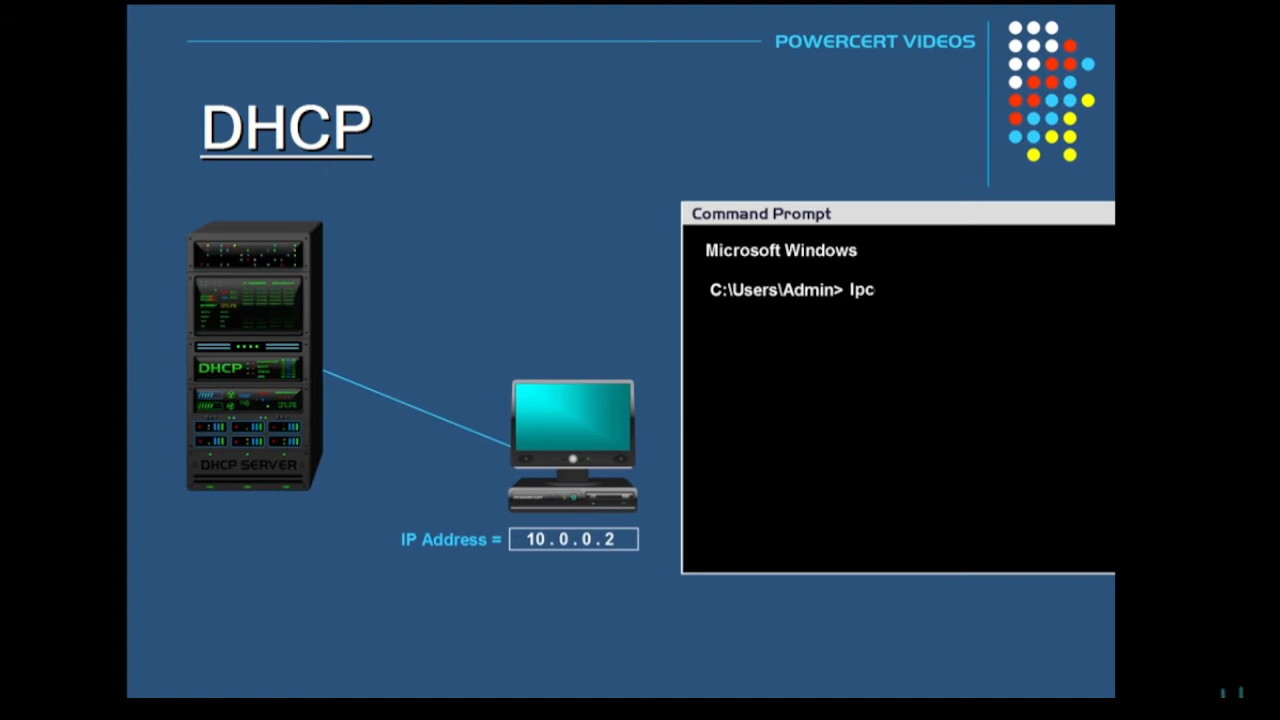 POWERCERT VIDEOS
DHCP
Command Prompt
Microsoft Windows
C:\Users\Admin> Ipc
DHCP
DHCP SERVER
IP Address = 10.0.0.2